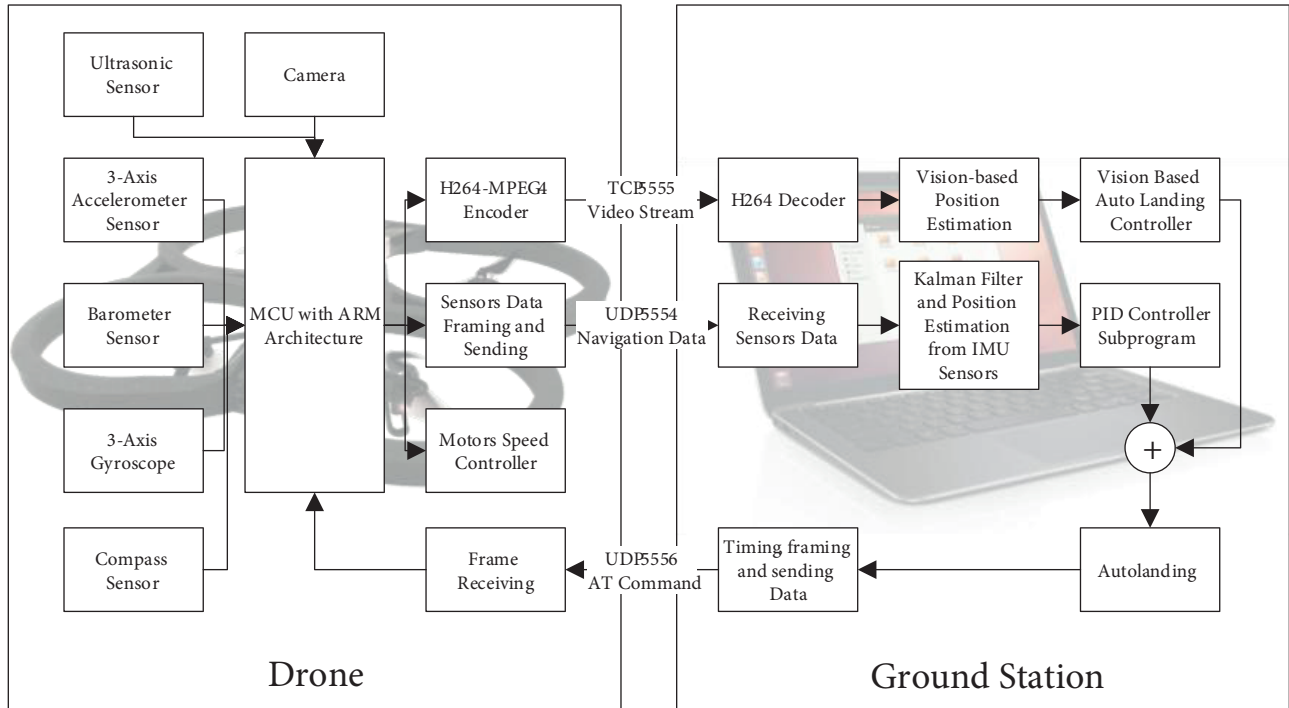 Ultrasonic
Sensor
Camera
3-Axis
Accelerometer
Sensor
Barometer
Sensor
3-Axis
Gyroscope
Compass
Sensor
MCU with ARM
Architecture
H264-MPEG4
Encoder
Sensors Data
Framing and
Sending
Motors Speed
Controller
Frame
Receiving
TCP5555
Video Stream
UDP5554
Navigation Data
UDP5556
AT Command
H264 Decoder
Vision-based
Position
Estimation
Vision Based
Auto Landing
Controller
Receiving
Sensors Data
Kalman Filter
and Position
Estimation
from IMU
Sensors
PID Controller
Subprogram
+
Timing, framing
and sending
Data
Autolanding
Drone
Ground Station